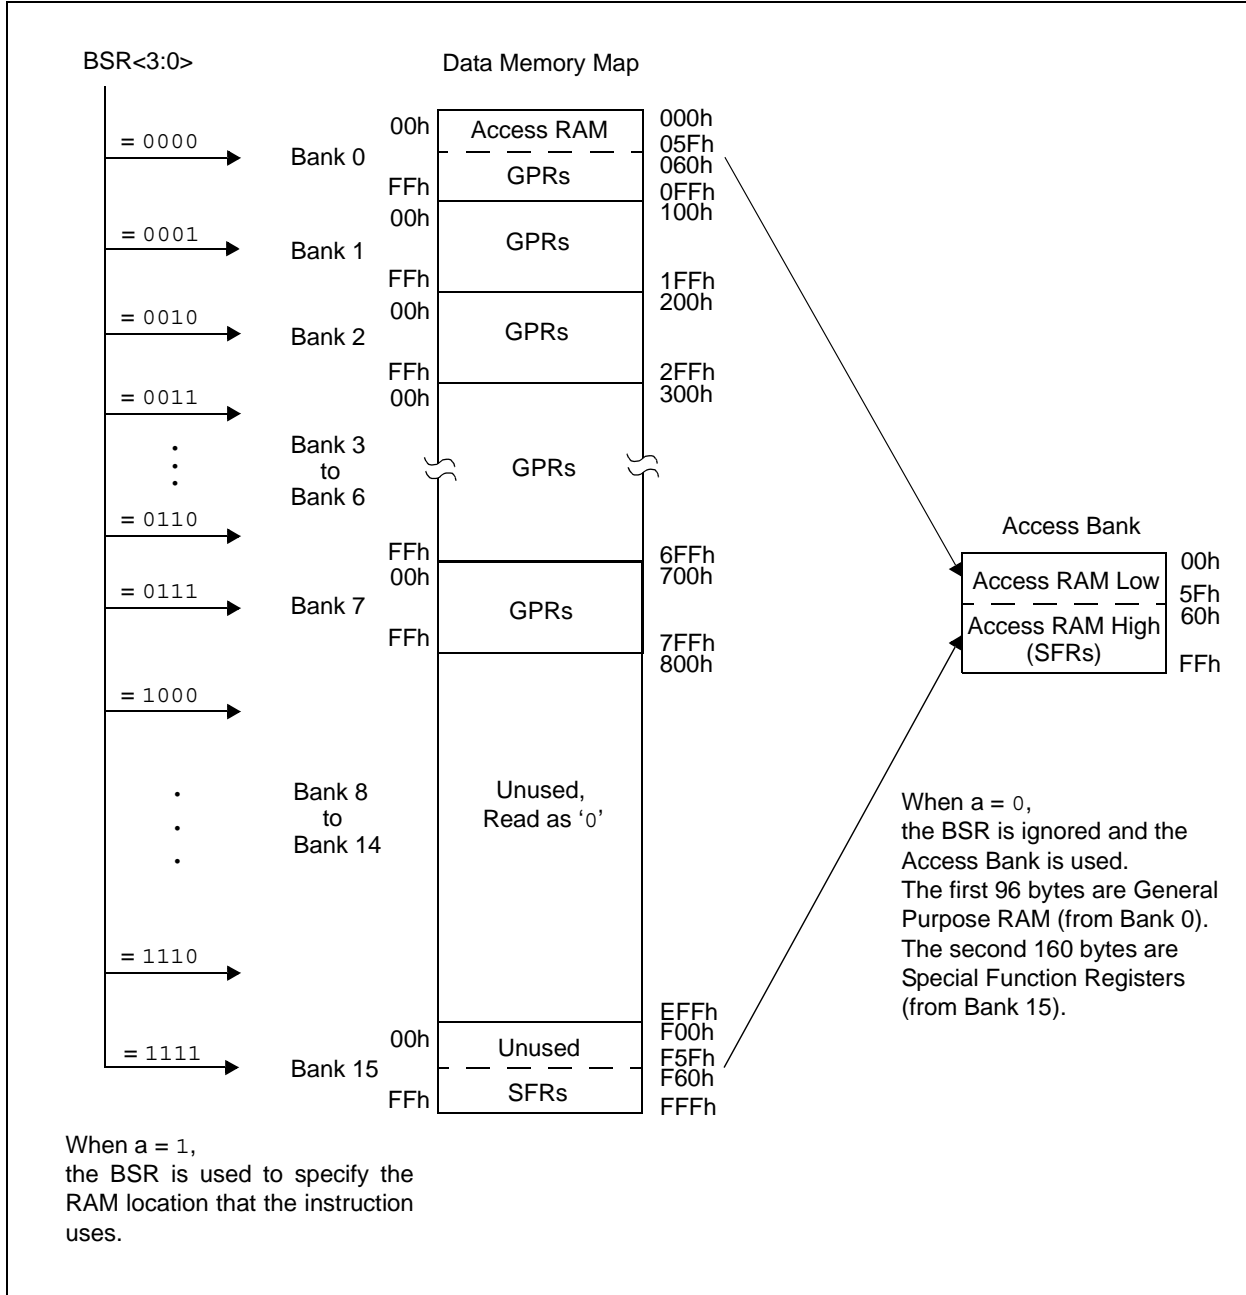 BSR<3:0>
Data Memory Map
= 0000
Bank 0
00h
Access RAM
000h
05Fh
060h
GPRs
FFh
0FFh
= 0001
Bank 1
00h
100h
GPRs
FFh
1FFh
= 0010
Bank 2
00h
200h
GPRs
FFh
2FFh
= 0011
00h
300h
Bank 3
to
Bank 6
GPRs
= 0110
FFh
6FFh
= 0111
Bank 7
00h
700h
GPRs
FFh
7FFh
800h
Access Bank
Access RAM Low
00h
5Fh
60h
Access RAM High
(SFRs)
FFh
= 1000
Bank 8
to
Bank 14
Unused,
Read as ‘0’
= 1110
EFFh
= 1111
Bank 15
00h
F00h
Unused
F5Fh
F60h
SFRs
FFh
FFFh
When a = 0,
the BSR is ignored and the
Access Bank is used.
The first 96 bytes are General
Purpose RAM (from Bank 0).
The second 160 bytes are
Special Function Registers
(from Bank 15).
When a = 1,
the BSR is used to specify the
RAM location that the instruction
uses.